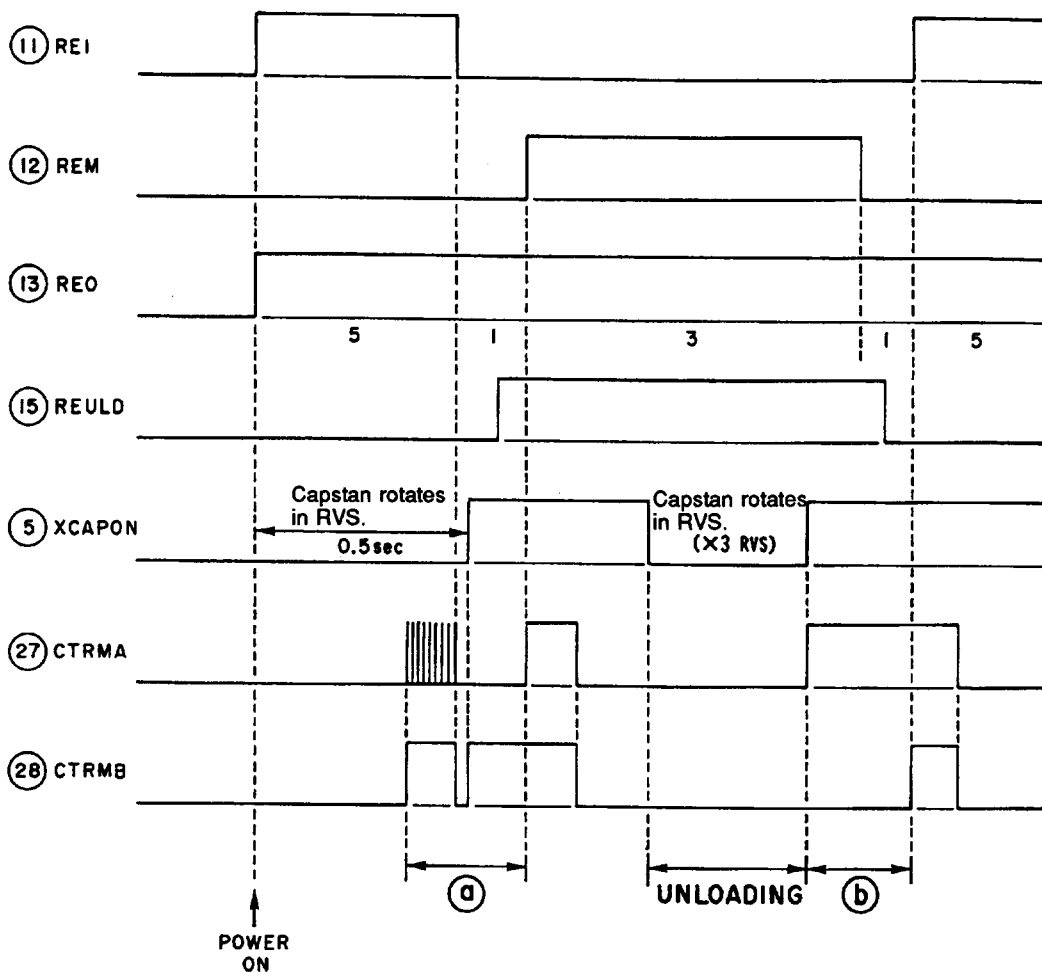 11 REI
12 REM
13 REO
5 1 3 1 5
15 REULD
Capstan rotates
in RVS.
0.5sec
Capstan rotates
in RVS.
(×3 RVS)
5 XCAPON
27 CTRMA
28 CTRMB
a
UNLOADING
b
POWER
ON